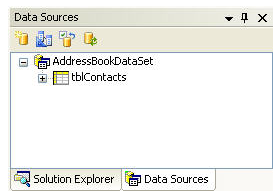 Data Sources
AddressBookDataSet
tblContacts
Solution Explorer
Data Sources